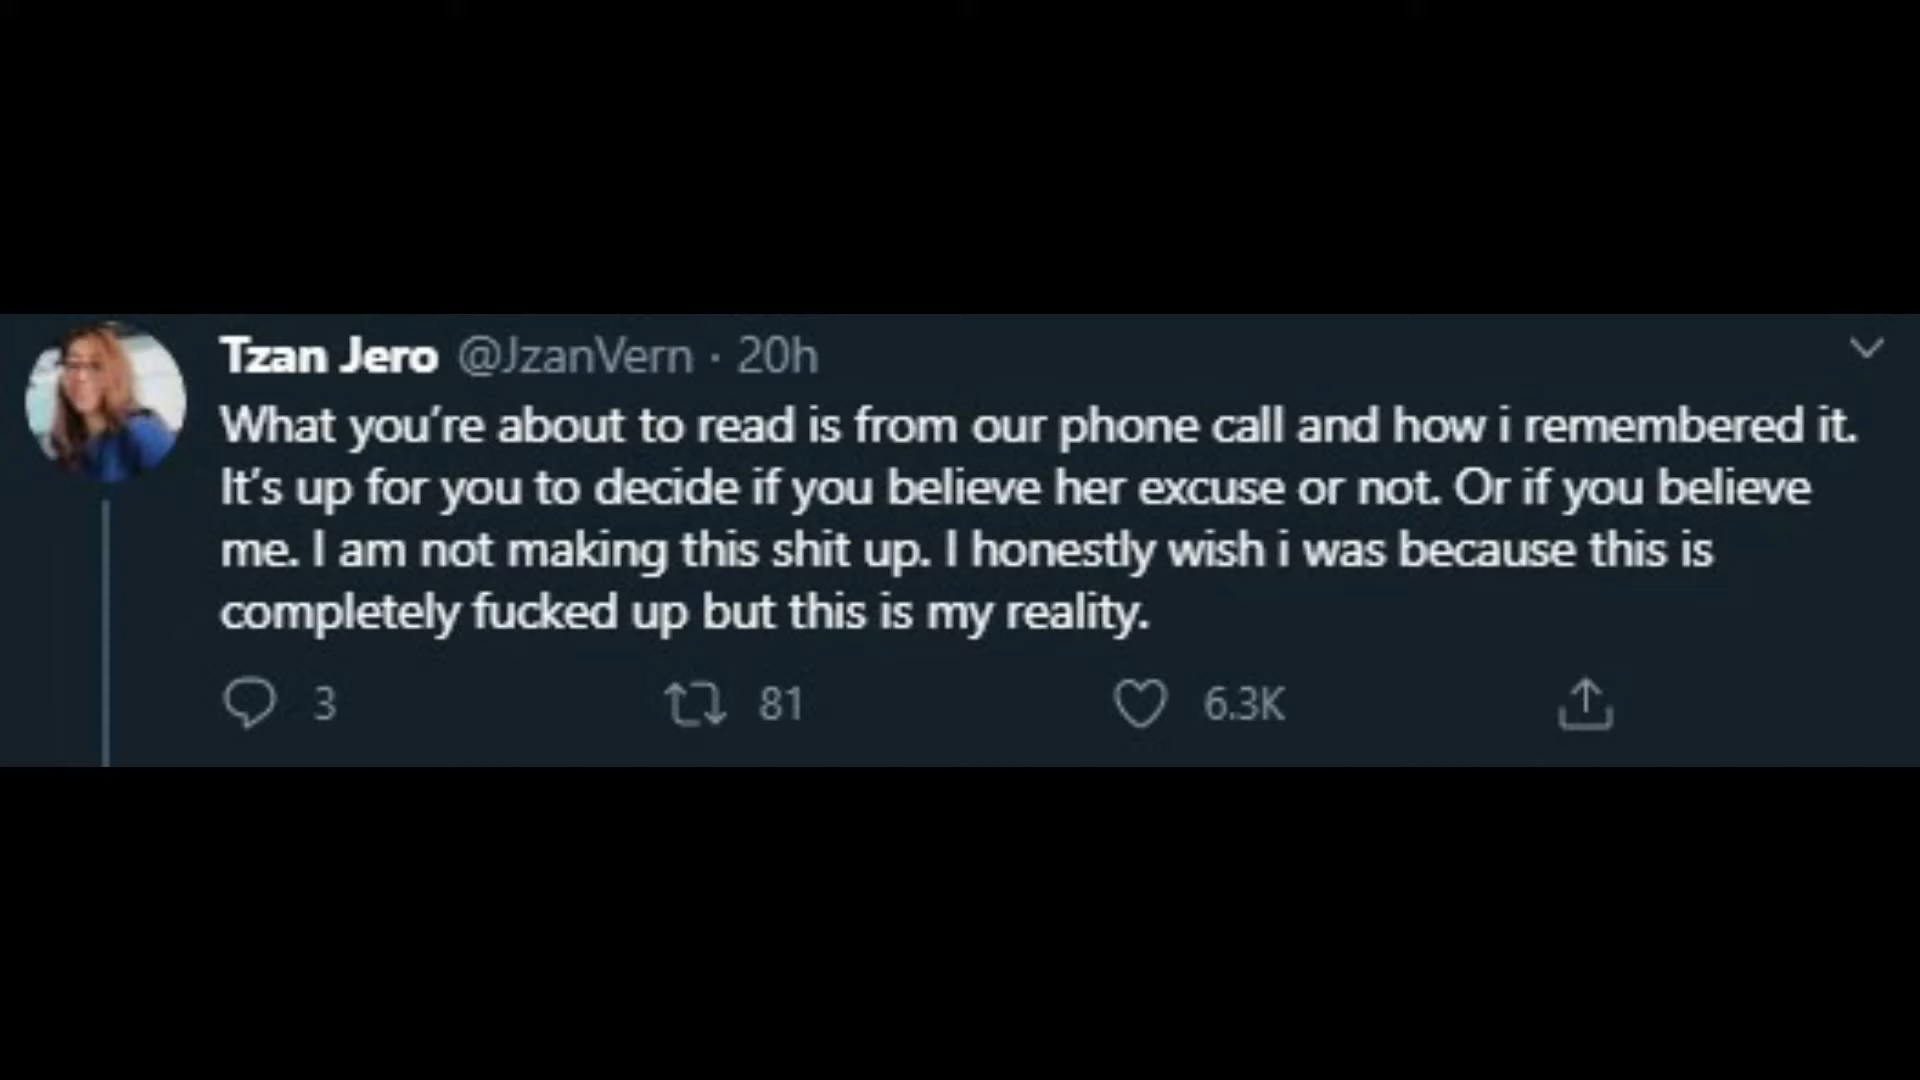 Tzan Jero @JzanVern · 20h
What you're about to read is from our phone call and how i remembered it.
It's up for you to decide if you believe her excuse or not. Or if you believe
me. I am not making this shit up. I honestly wish i was because this is
completely fucked up but this is my reality.
3 81 6.3K